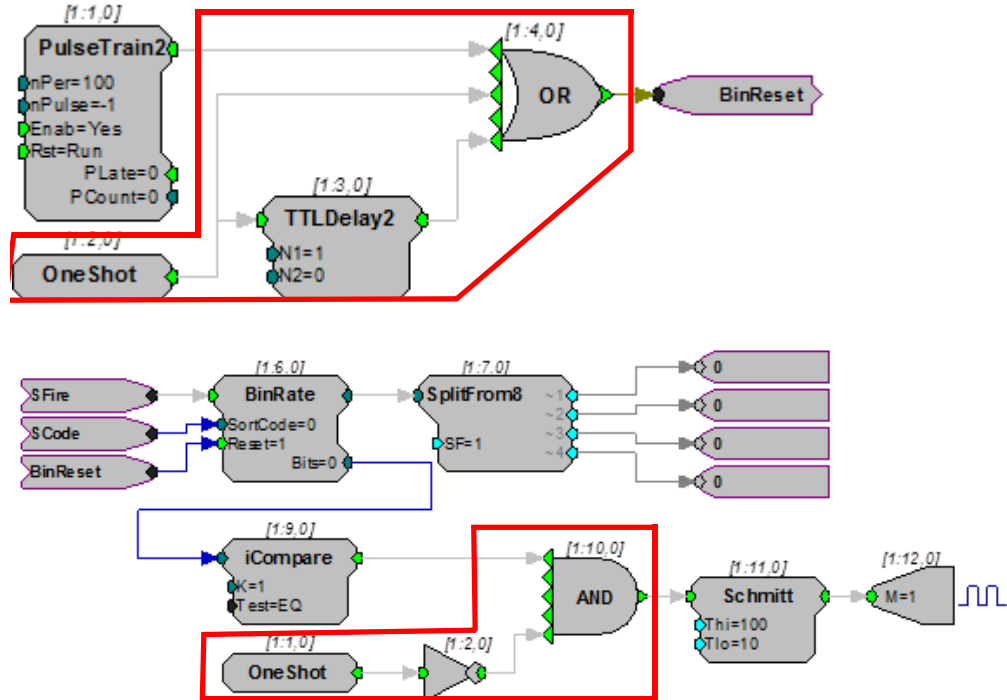 [1:1,0]
PulseTrain2
nPer=100
nPulse=-1
Enab=Yes
Rst=Run
PLate=0
PCount=0
[1:4,0]
OR
BinReset
[1:3,0]
TTLDelay2
N1=1
N2=0
[1:2,0]
OneShot
[1:6,0]
[1:7,0]
SFire
SCode
BinReset
BinRate
SortCode=0
Reset=1
Bits=0
SplitFrom8
SF=1
~1
~2
~3
~4
0
0
0
0
[1:9,0]
iCompare
K=1
Test=EQ
[1:10,0]
AND
[1:11,0]
Schmitt
Thi=100
Tlo=10
[1:12,0]
M=1
[1:1,0]
OneShot
[1:2,0]